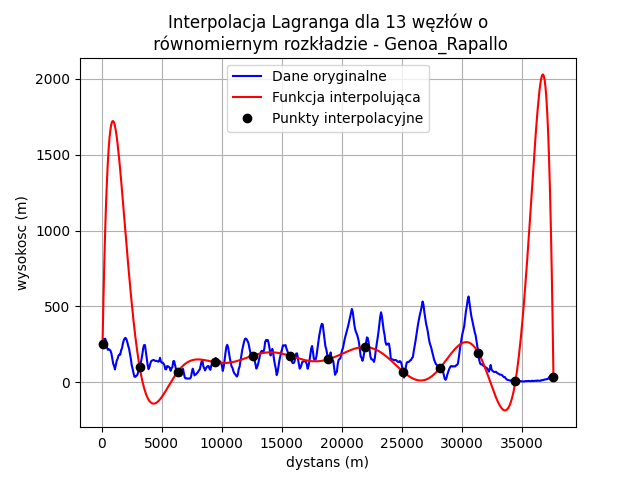 Interpolacja Lagranga dla 13 węzłów o
równomiernym rozkładzie - Genoa_Rapallo
Dane oryginalne
Funkcja interpolująca
Punkty interpolacyjne
wysokosc (m)
2000
1500
1000
500
0
0 5000 10000 15000 20000 25000 30000 35000
dystans (m)